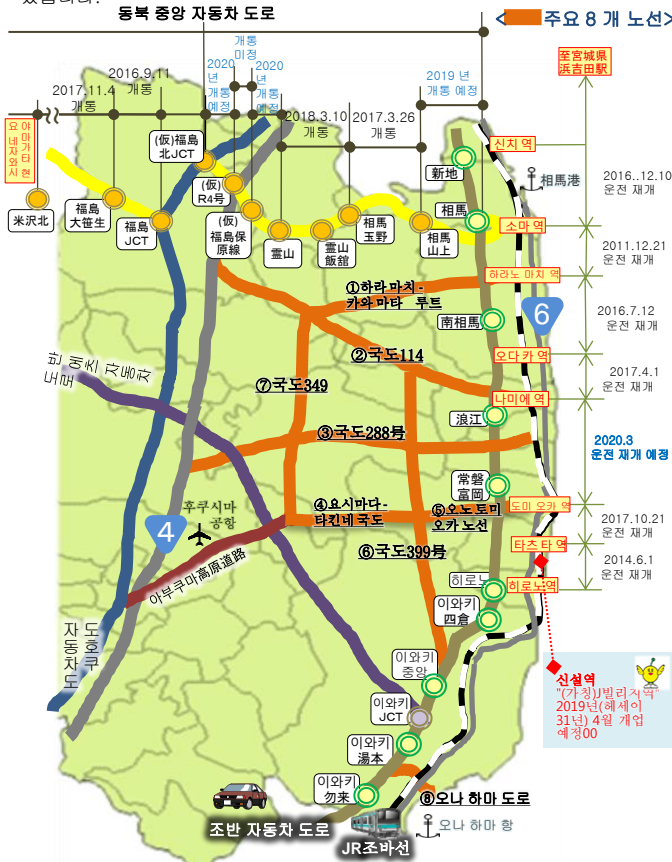 동북 중앙 자동차 도로
< 주요 8 개 노선>
至宮城県
浜吉田駅
개통
미정
2020
년
개통
예정
2020
년
개통
예정
2019 년
개통 예정
2016.9.11
개통
2017.11.4
개통
2018.3.10
개통
2017.3.26
개통
야마가타 현
요네자와시
米沢北
福島
大笹生
福島
JCT
(仮)福島
北JCT
(仮)
R4号
(仮)
福島保
原線
霊山
霊山
飯舘
相馬
玉野
相馬
山上
相馬
新地
신치 역
相馬港
소마 역
하라노 마치 역
오다 카 역
나미에 역
도미 오카 역
타츠 타 역
히로노역
2016..12.10
운전 재개
2011.12.21
운전 재개
2016.7.12
운전 재개
2017.4.1
운전 재개
2020.3
운전 재개 예정
2017.10.21
운전 재개
2014.6.1
운전 재개
①하라 마치 -
카와 마타 루트
6
南相馬
②국도114
반에츠 자동차
도로
⑦국도349
浪江
③국도288号
常磐
富岡
④요시마다-
타킨네 국도
⑤오노 토미
오카 노선
후쿠시마
공항
4
⑥국도399号
아부쿠마高原道路
히로노
이와키
四倉
도호쿠
자동차도
이와키
중앙
이와키
JCT
이와키
湯本
이와키
勿来
신설역
"(가칭)J빌리지역
2019년(헤세이
31년) 4월 개업
예정00
⑧오나 하마 도로
조반 자동차 도로
JR조바선
오나 하마 항